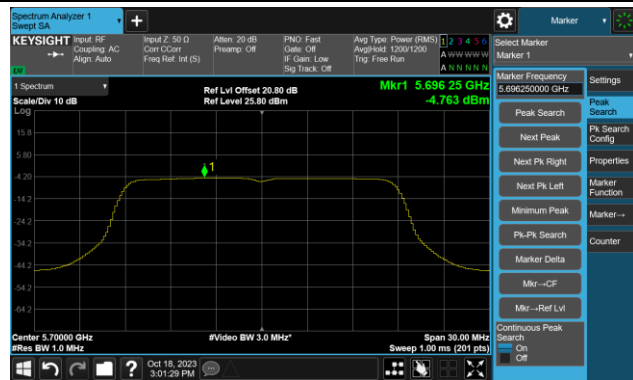 Spectrum Analyzer 1
Swept SA
+
Marker
KEYSIGHT
Input: RF
Coupling: AC
Align: Auto
Input Z: 50 Ω
Corr CCorr
Freq Ref: Int (S)
Atten: 20 dB
Preamp: Off
PNO: Fast
Gate: Off
IF Gain: Low
Sig Track: Off
Avg Type: Power (RMS)
Avg|Hold: 1200/1200
Trig: Free Run
1 2 3 4 5 6
A W W W W W
A N N N N N
LXI
Select Marker
Marker 1
1 Spectrum
Scale/Div 10 dB
Log
Ref Lvl Offset 20.80 dB
Ref Level 25.80 dBm
Mkr1 5.696 25 GHz
-4.763 dBm
15.8
5.80
-4.20
-14.2
-24.2
-34.2
-44.2
-54.2
-64.2
1
Center 5.70000 GHz
#Res BW 1.0 MHz
#Video BW 3.0 MHz*
Span 30.00 MHz
Sweep 1.00 ms (201 pts)
Marker Frequency
5.696250000 GHz
Peak Search
Next Peak
Next Pk Right
Next Pk Left
Minimum Peak
Pk-Pk Search
Marker Delta
Mkr→CF
Mkr→Ref Lvl
Continuous Peak
Search
On
Off
Settings
Peak
Search
Pk Search
Config
Properties
Marker
Function
Marker→
Counter
?
Oct 18, 2023
3:01:29 PM